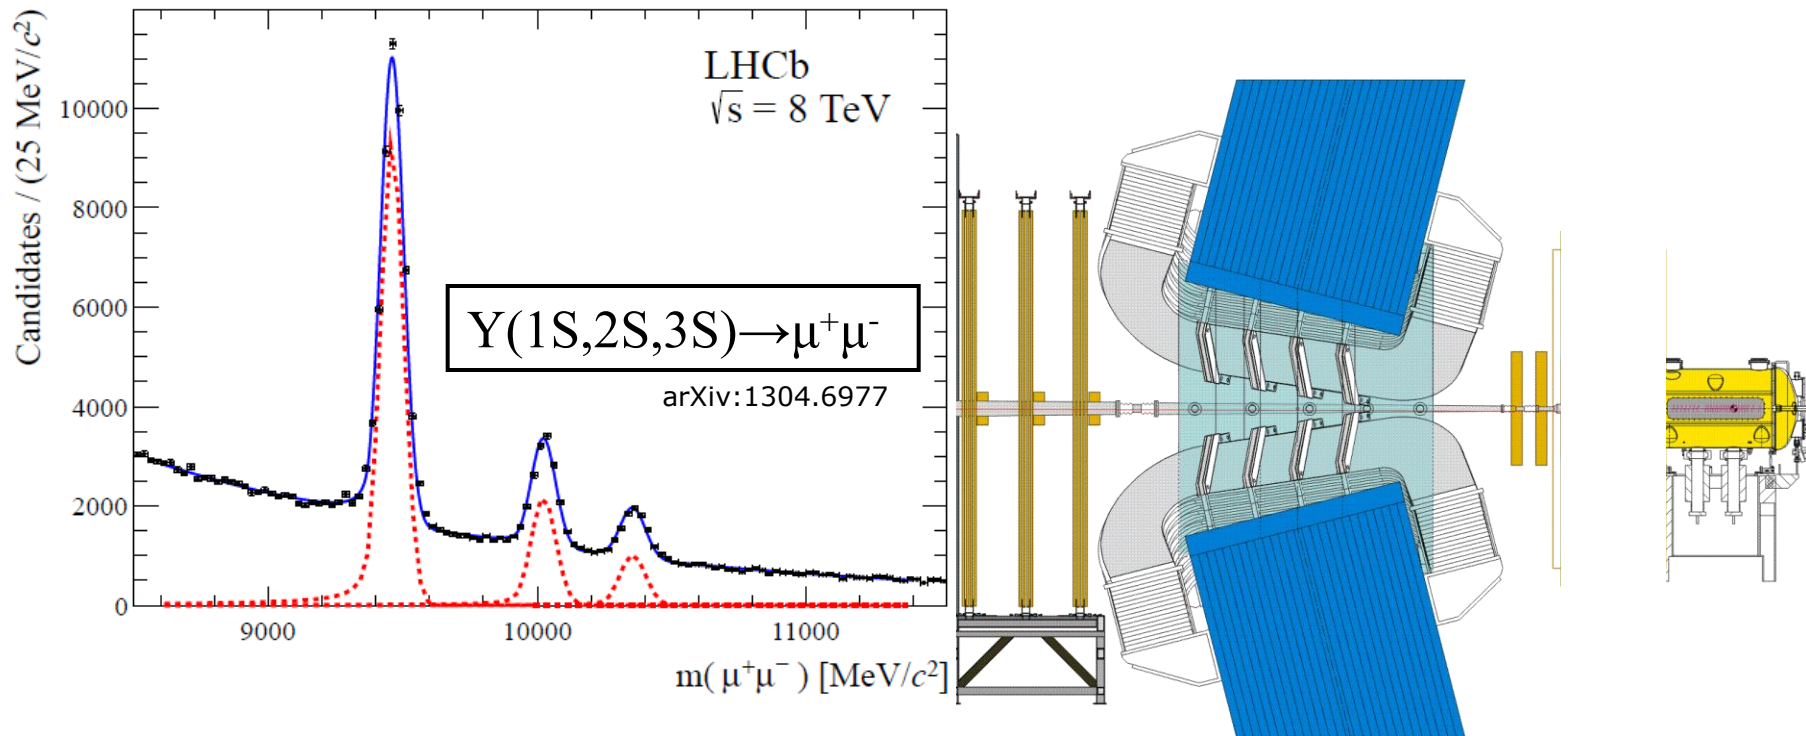 Candidates / (25 MeV/c²)
10000
8000
6000
4000
2000
0
LHCb
√s = 8 TeV
Υ(1S,2S,3S)→μ⁺μ⁻
arXiv:1304.6977
9000
10000
11000
m( μ⁺μ⁻ ) [MeV/c²]